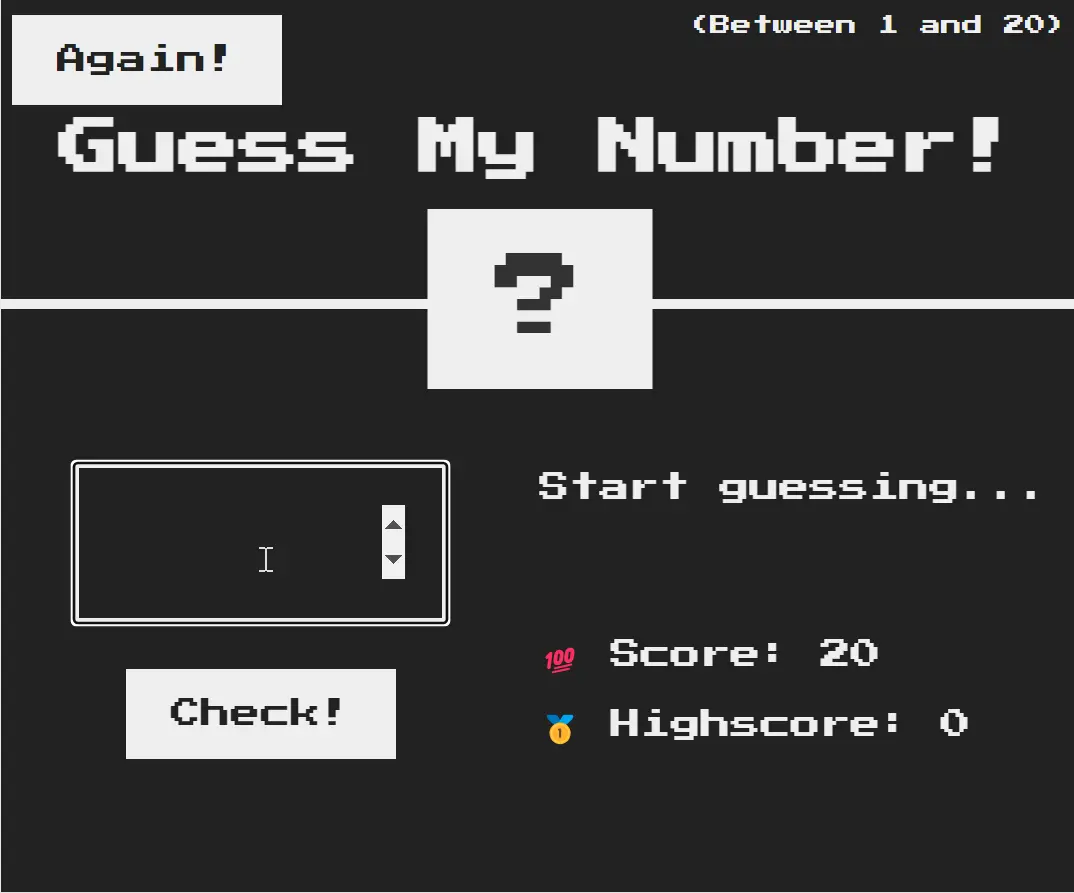 (Between 1 and 20)
Again!
Guess My Number!
?
Start guessing...
Check!
💯 Score: 20
🥇 Highscore: 0